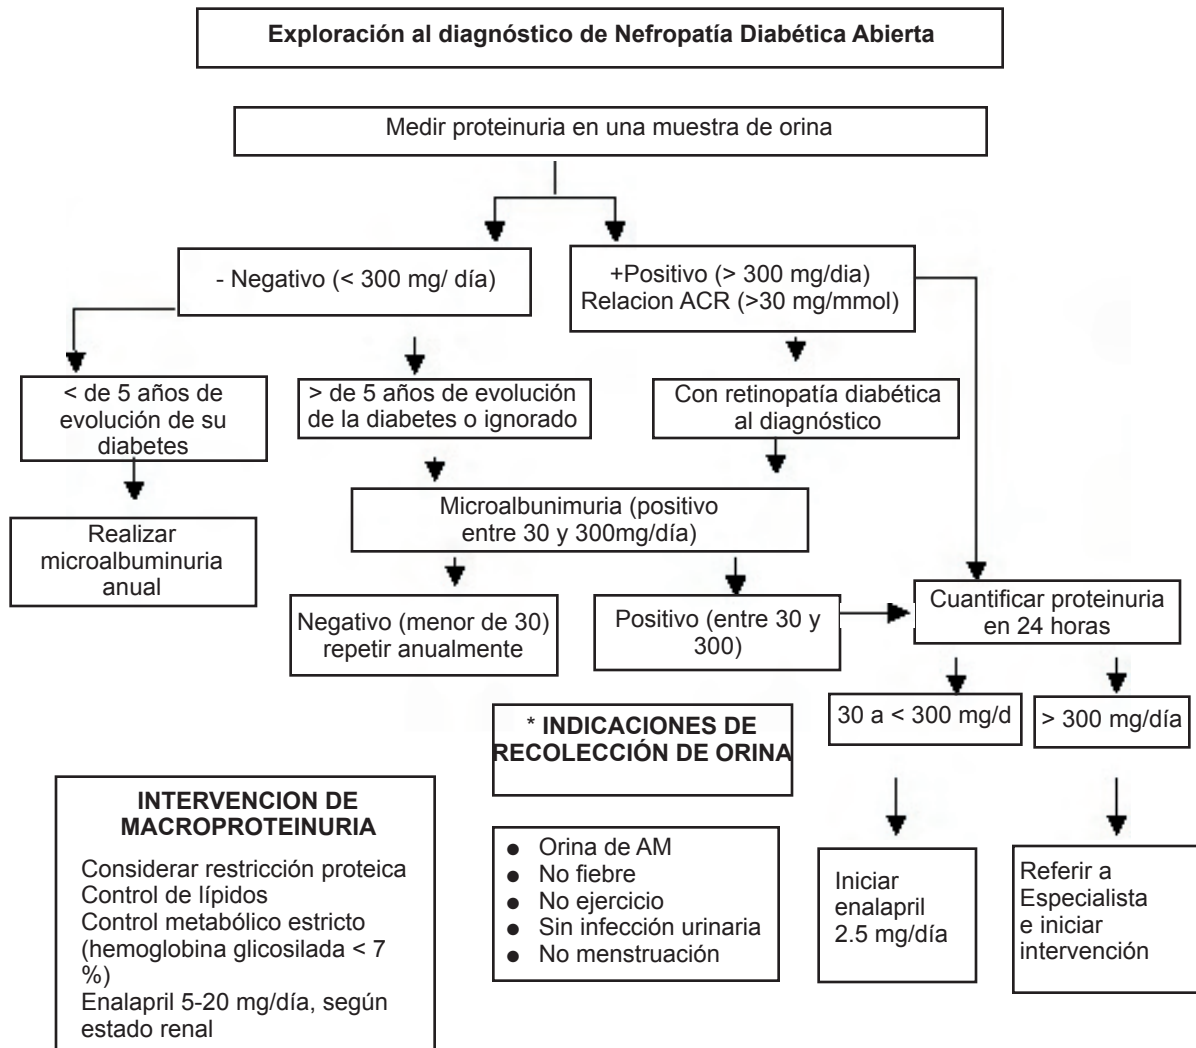 Exploración al diagnóstico de Nefropatía Diabética Abierta
Medir proteinuria en una muestra de orina
- Negativo (< 300 mg/ día)
+Positivo (> 300 mg/dia)
Relacion ACR (>30 mg/mmol)
< de 5 años de
evolución de su
diabetes
> de 5 años de evolución
de la diabetes o ignorado
Con retinopatía diabética
al diagnóstico
Realizar
microalbuminuria
anual
Microalbunimuria (positivo
entre 30 y 300mg/día)
Negativo (menor de 30)
repetir anualmente
Positivo (entre 30 y
300)
Cuantificar proteinuria
en 24 horas
30 a < 300 mg/d
> 300 mg/día
* INDICACIONES DE
RECOLECCIÓN DE ORINA
INTERVENCION DE
MACROPROTEINURIA
Considerar restricción proteica
Control de lípidos
Control metabólico estricto
(hemoglobina glicosilada < 7
%)
Enalapril 5-20 mg/día, según
estado renal
● Orina de AM
● No fiebre
● No ejercicio
● Sin infección urinaria
● No menstruación
Iniciar
enalapril
2.5 mg/día
Referir a
Especialista
e iniciar
intervención